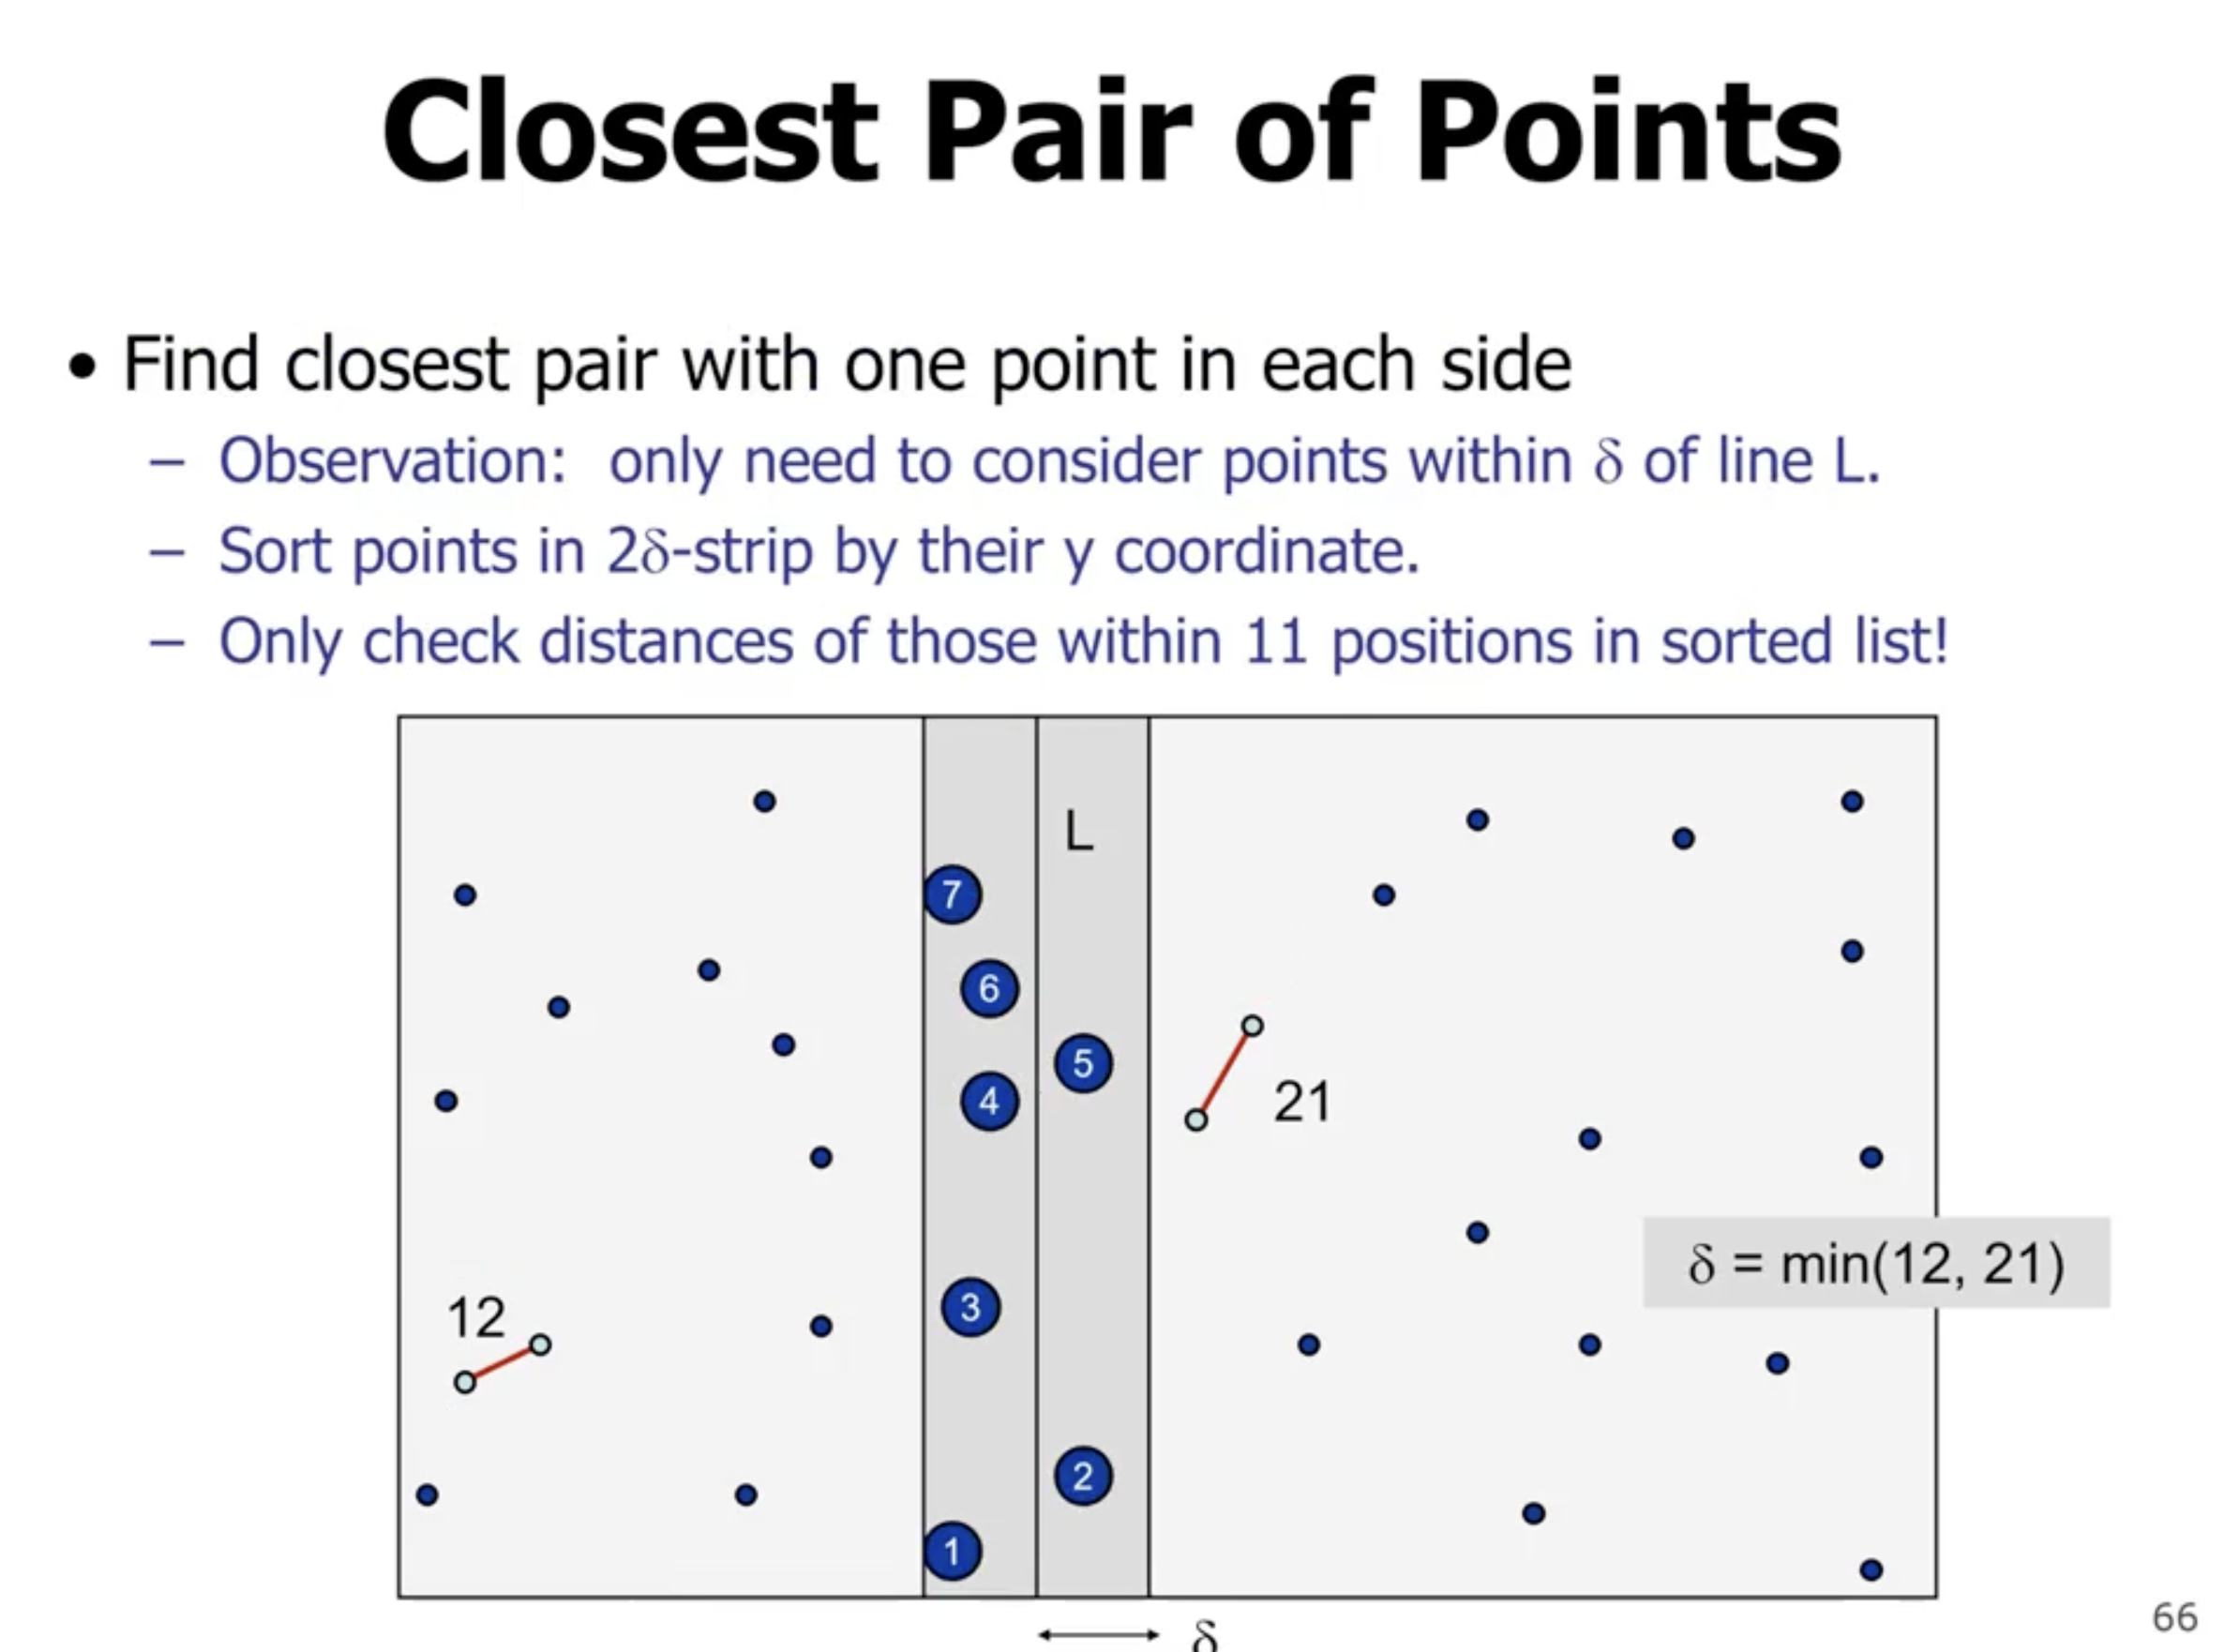 Closest Pair of Points
• Find closest pair with one point in each side
– Observation: only need to consider points within δ of line L.
– Sort points in 2δ-strip by their y coordinate.
– Only check distances of those within 11 positions in sorted list!
L
7
6
5
4
21
3
δ = min(12, 21)
12
2
1
δ
66